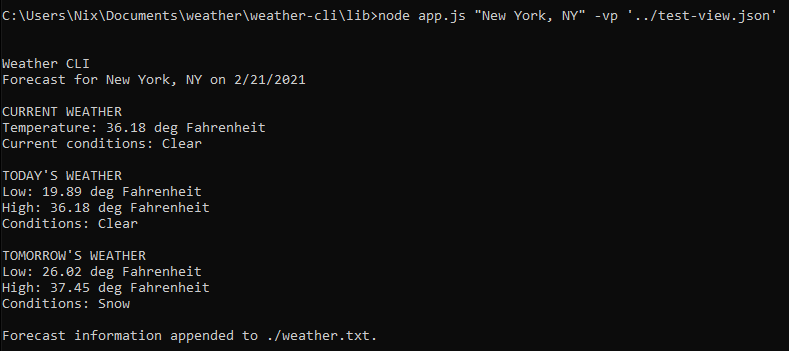 C:\Users\Nix\Documents\weather\weather-cli\lib>node app.js "New York, NY" -vp '../test-view.json'
Weather CLI
Forecast for New York, NY on 2/21/2021
CURRENT WEATHER
Temperature: 36.18 deg Fahrenheit
Current conditions: Clear
TODAY'S WEATHER
Low: 19.89 deg Fahrenheit
High: 36.18 deg Fahrenheit
Conditions: Clear
TOMORROW'S WEATHER
Low: 26.02 deg Fahrenheit
High: 37.45 deg Fahrenheit
Conditions: Snow
Forecast information appended to ./weather.txt.